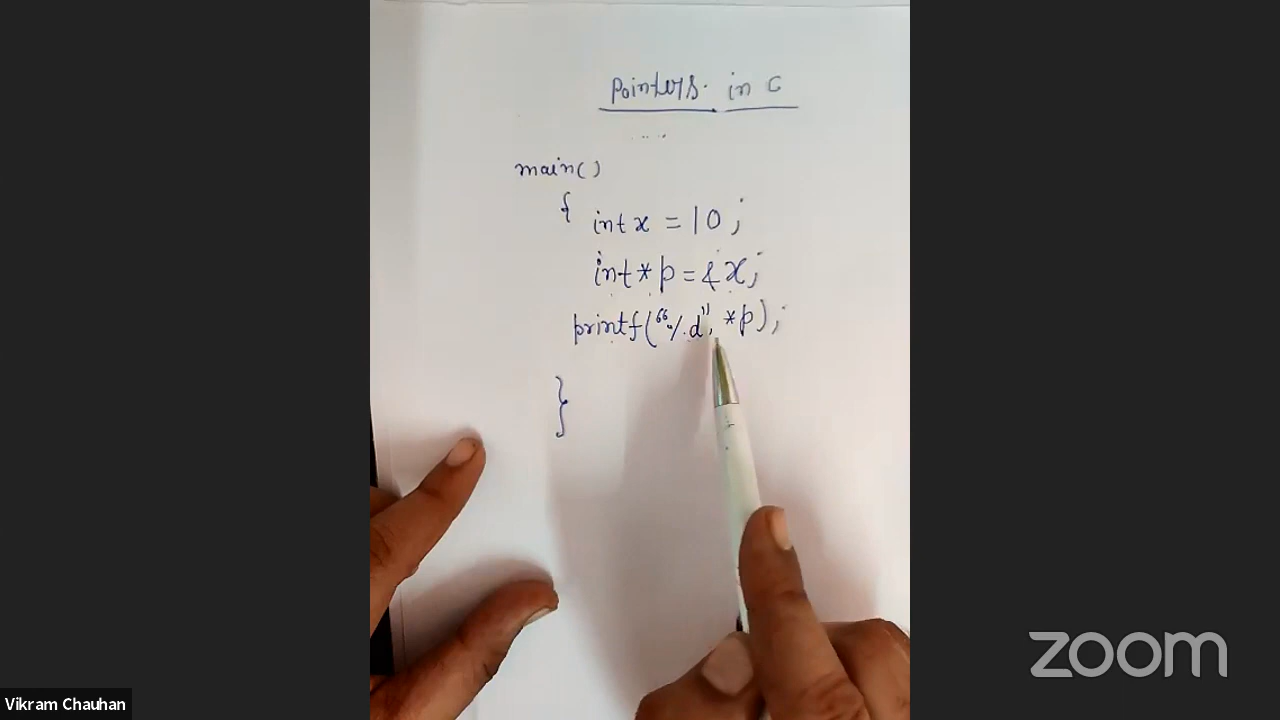 Pointers in C
main()
{ int x = 10;
int *p = &x;
printf("%d", *p);
}
zoom
Vikram Chauhan